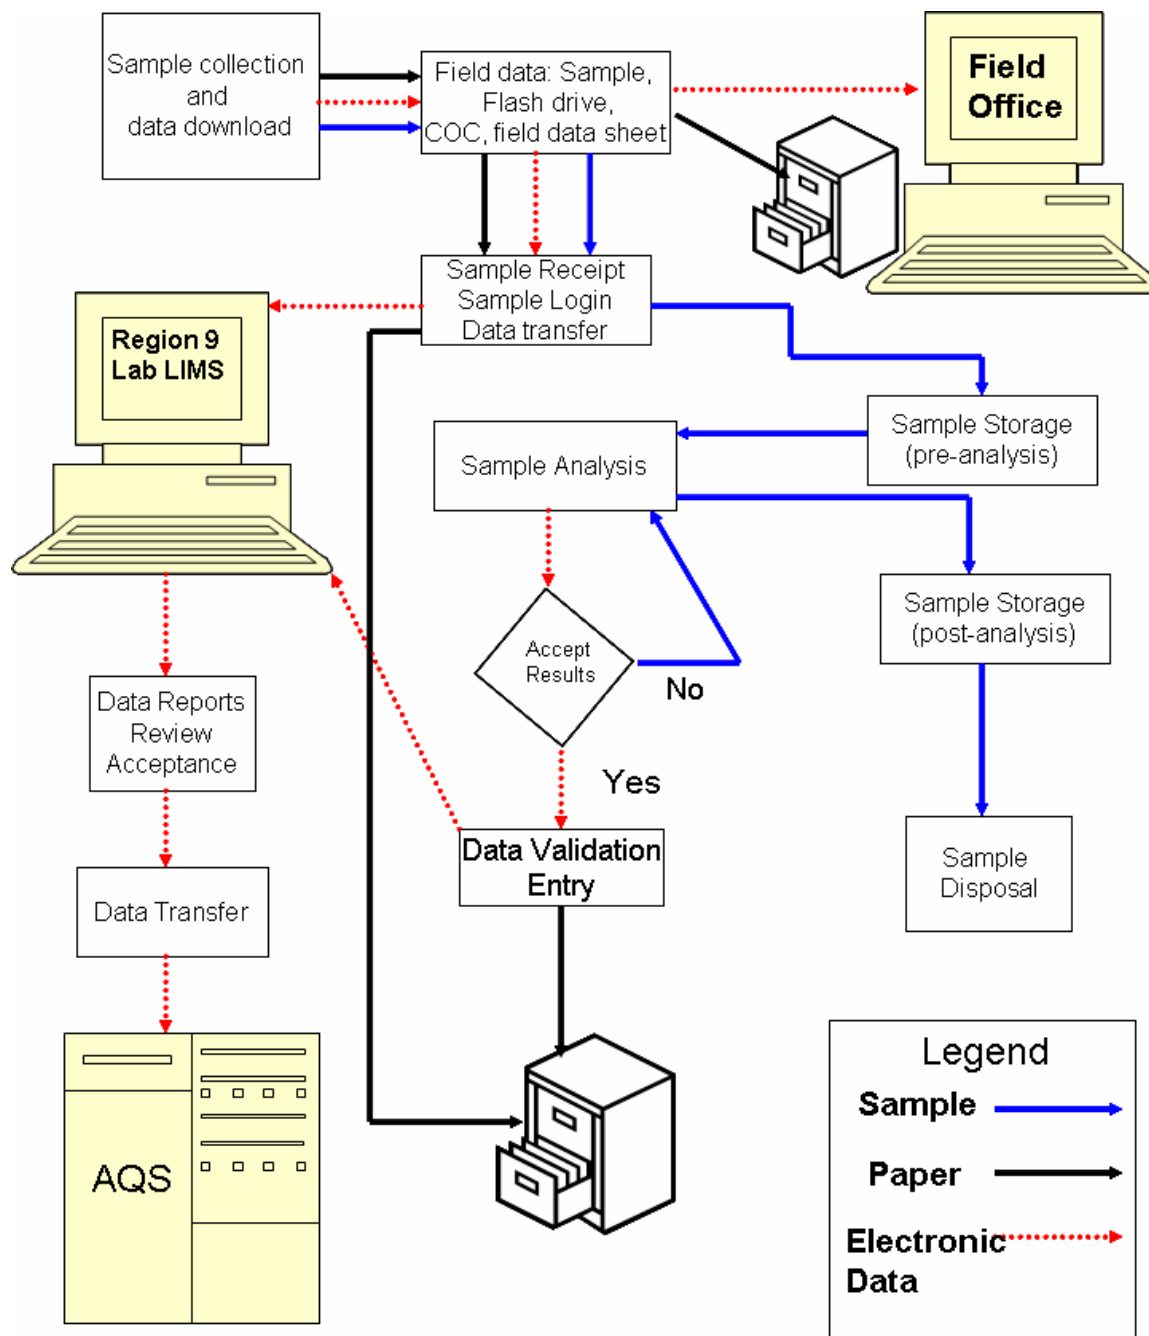 Sample collection
and
data download
Field data: Sample,
Flash drive,
COC, field data sheet
Field
Office
Sample Receipt
Sample Login
Data transfer
Region 9
Lab LIMS
Sample Storage
(pre-analysis)
Sample Analysis
Sample Storage
(post-analysis)
Accept
Results
No
Data Reports
Review
Acceptance
Yes
Data Validation
Entry
Sample
Disposal
Data Transfer
AQS
Legend
Sample
Paper
Electronic
Data